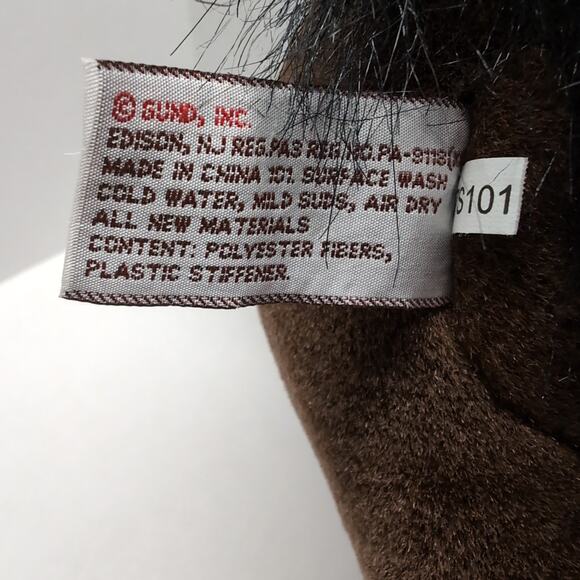 © GUND, INC.
EDISON, NJ REG.PAS REG NO.PA-9118(
MADE IN CHINA 101 SURFACE WASH
COLD WATER, MILD SUDS, AIR DRY
ALL NEW MATERIALS
CONTENT: POLYESTER FIBERS,
PLASTIC STIFFENER.
S101